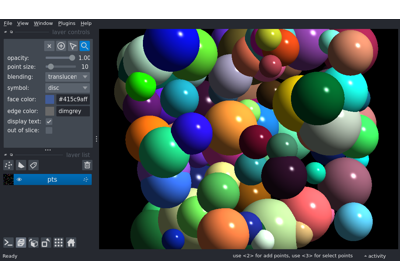 File View Window Plugins Help
layer controls
opacity: 1.00
point size: 10
blending: translucen
symbol: disc
face color: #415c9aff
edge color: dimgrey
display text: ✓
out of slice:
layer list
pts
Ready use <2> for add points, use <3> for select points activity